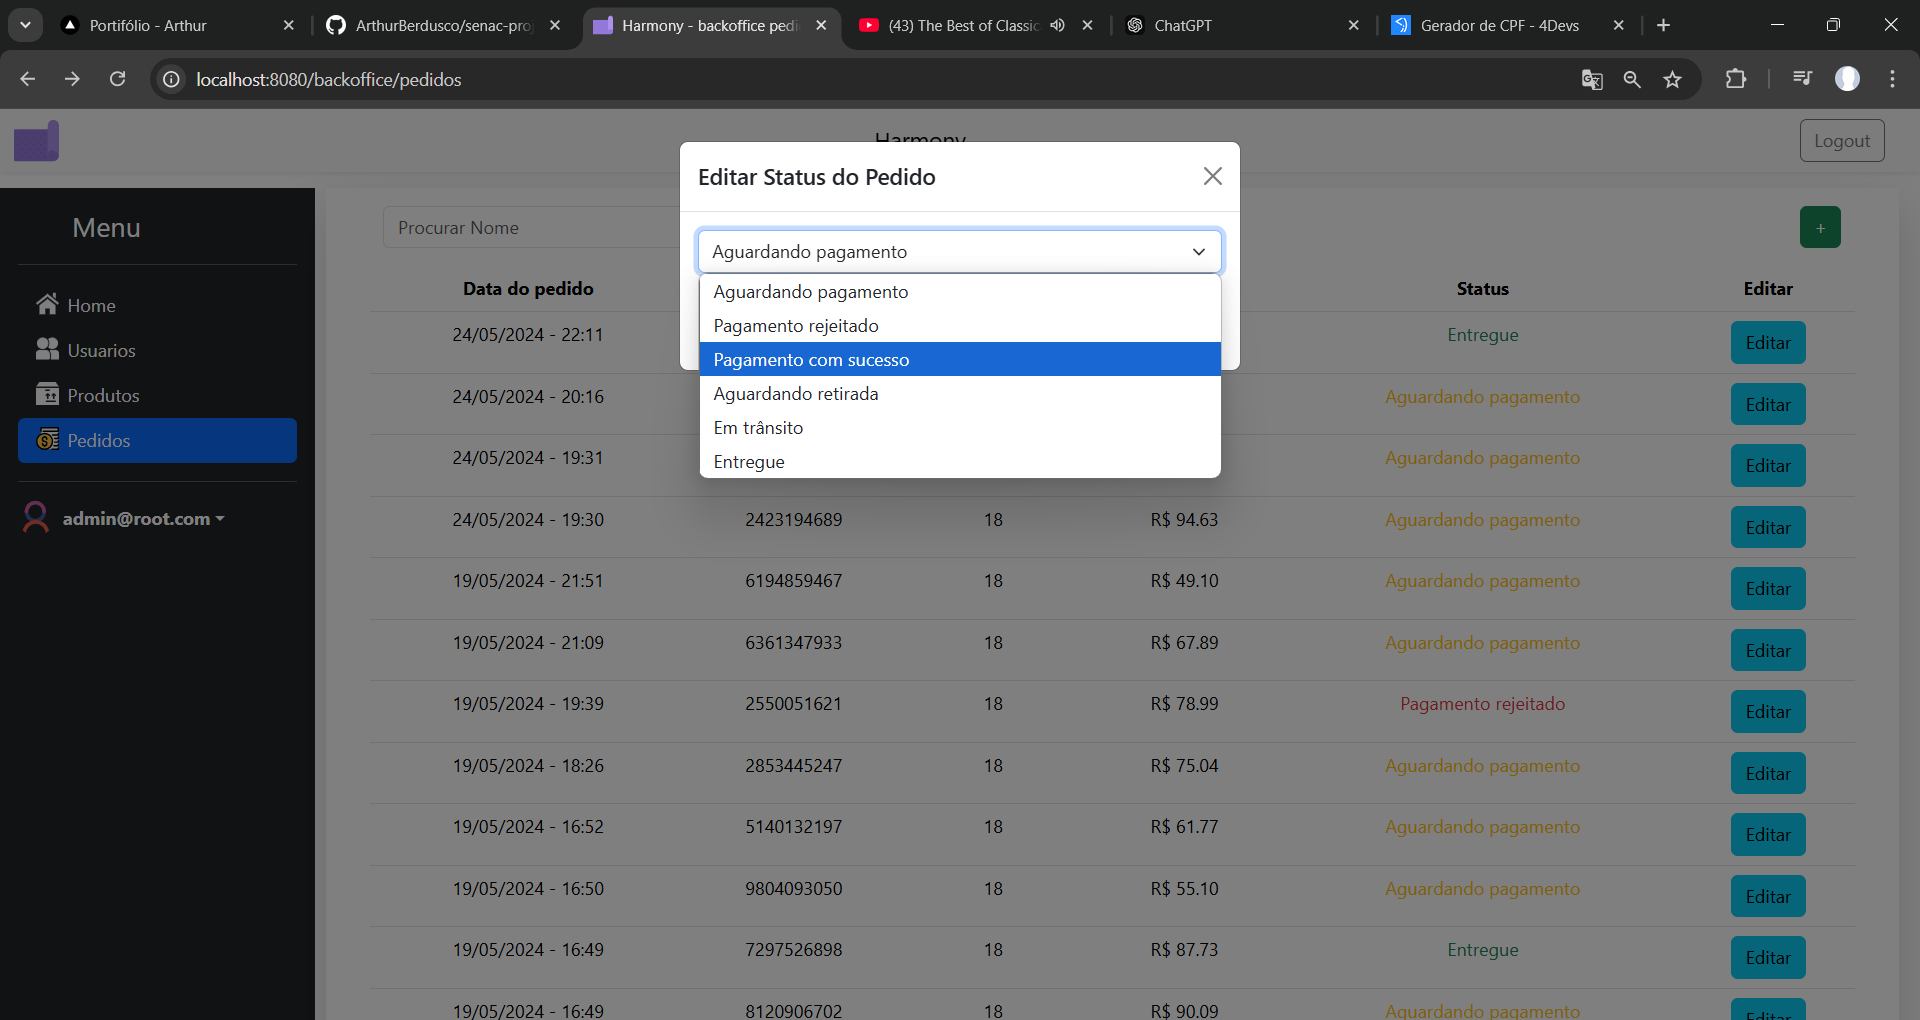 Portifólio - Arthur
ArthurBerdusco/senac-pro
Harmony - backoffice pedi
(43) The Best of Classic
ChatGPT
Gerador de CPF - 4Devs
localhost:8080/backoffice/pedidos
Harmony
Logout
Menu
Home
Usuarios
Produtos
Pedidos
admin@root.com
Editar Status do Pedido
Aguardando pagamento
Aguardando pagamento
Pagamento rejeitado
Pagamento com sucesso
Aguardando retirada
Em trânsito
Entregue
Procurar Nome
+
Data do pedido Status Editar
24/05/2024 - 22:11 Entregue Editar
24/05/2024 - 20:16 Aguardando pagamento Editar
24/05/2024 - 19:31 Aguardando pagamento Editar
24/05/2024 - 19:30 2423194689 18 R$ 94.63 Aguardando pagamento Editar
19/05/2024 - 21:51 6194859467 18 R$ 49.10 Aguardando pagamento Editar
19/05/2024 - 21:09 6361347933 18 R$ 67.89 Aguardando pagamento Editar
19/05/2024 - 19:39 2550051621 18 R$ 78.99 Pagamento rejeitado Editar
19/05/2024 - 18:26 2853445247 18 R$ 75.04 Aguardando pagamento Editar
19/05/2024 - 16:52 5140132197 18 R$ 61.77 Aguardando pagamento Editar
19/05/2024 - 16:50 9804093050 18 R$ 55.10 Aguardando pagamento Editar
19/05/2024 - 16:49 7297526898 18 R$ 87.73 Entregue Editar
19/05/2024 - 16:49 8120906702 18 R$ 90.09 Aguardando pagamento Editar